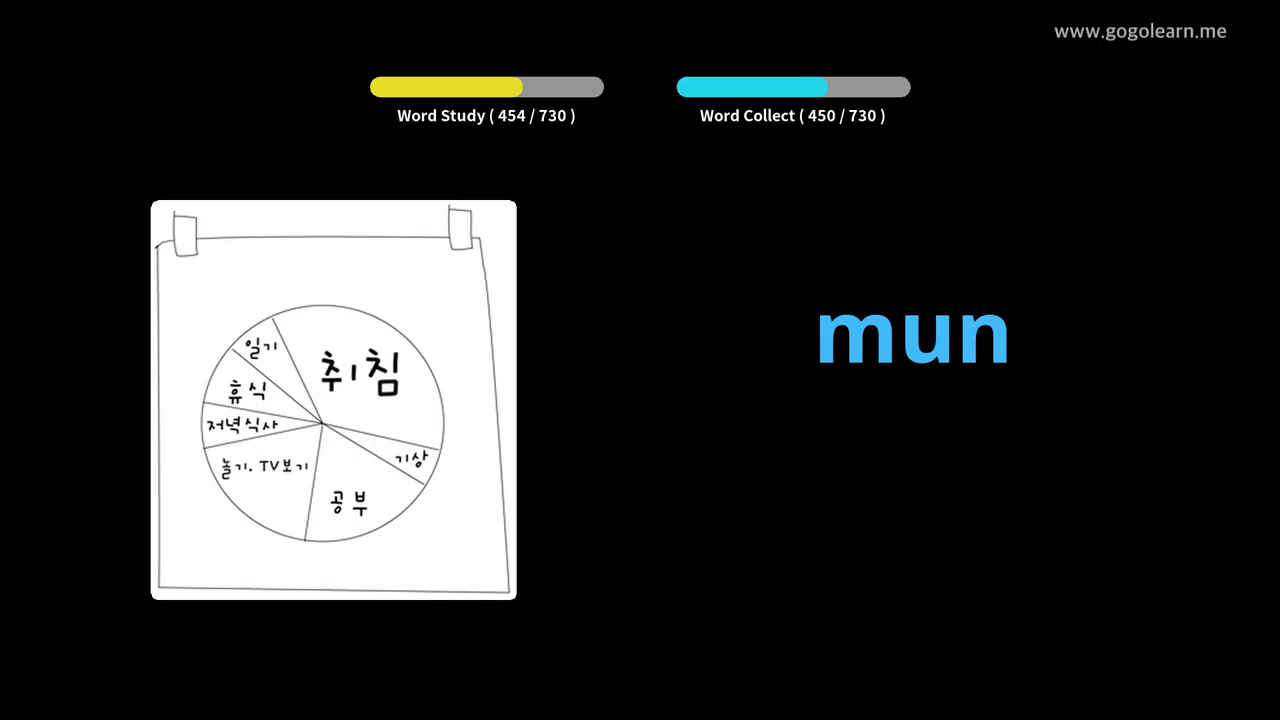 www.gogolearn.me
Word Study ( 454 / 730 )
Word Collect ( 450 / 730 )
일기
취침
휴식
저녁식사
놀기. TV보기
기상
공부
mun